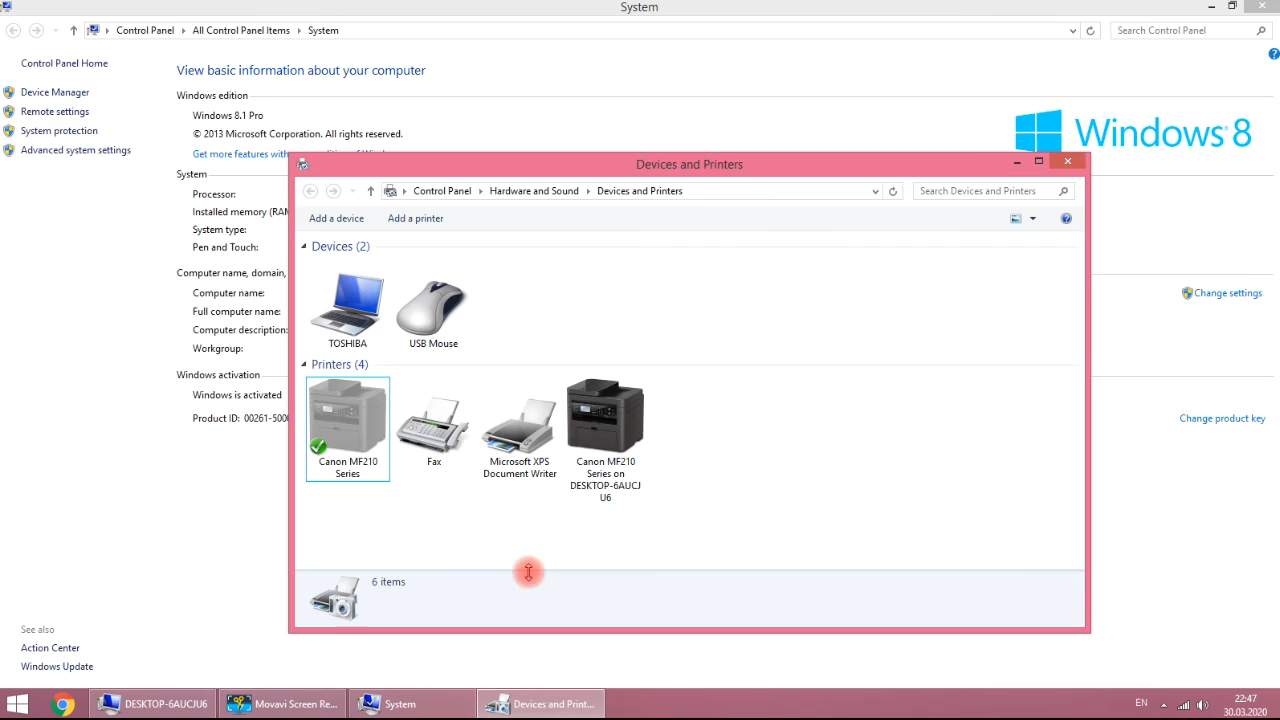 System
Control Panel
All Control Panel Items
System
Search Control Panel
Control Panel Home
Device Manager
Remote settings
System protection
Advanced system settings
See also
Action Center
Windows Update
View basic information about your computer
Windows edition
Windows 8.1 Pro
© 2013 Microsoft Corporation. All rights reserved.
Get more features with
Windows 8
System
Processor:
Installed memory (RAM
System type:
Pen and Touch:
Computer name, domain,
Computer name:
Full computer name:
Computer description:
Workgroup:
Change settings
Windows activation
Windows is activated
Product ID: 00261-500
Change product key
Devices and Printers
Control Panel
Hardware and Sound
Devices and Printers
Search Devices and Printers
Add a device
Add a printer
Devices (2)
TOSHIBA
USB Mouse
Printers (4)
Canon MF210
Series
Fax
Microsoft XPS
Document Writer
Canon MF210
Series on
DESKTOP-6AUCJ
U6
6 items
DESKTOP-6AUCJU6
Movavi Screen Re...
System
Devices and Print...
EN
22:47
30.03.2020